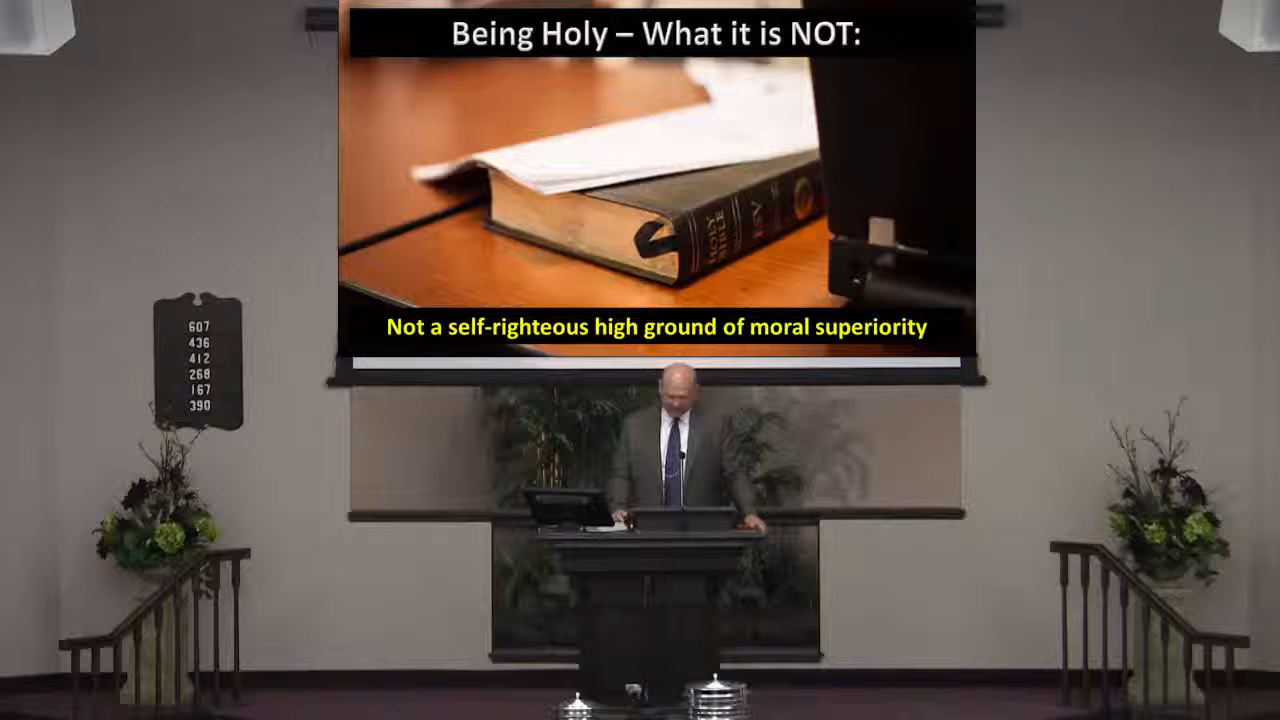 Being Holy – What it is NOT:
HOLY
BIBLE
Not a self-righteous high ground of moral superiority
607
436
412
268
167
390